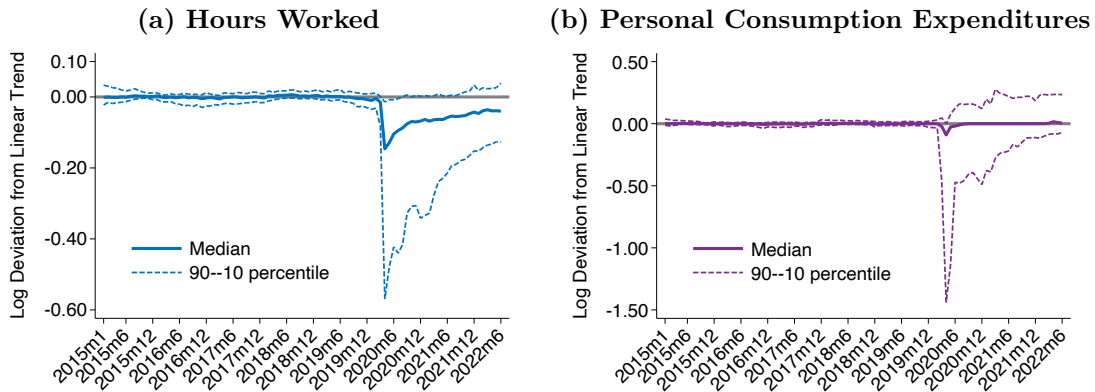 (a) Hours Worked
Log Deviation from Linear Trend
0.10
0.00
-0.20
-0.40
-0.60
Median
90--10 percentile
2015m1
2015m6
2015m12
2016m6
2016m12
2017m6
2017m12
2018m6
2018m12
2019m6
2019m12
2020m6
2020m12
2021m6
2021m12
2022m6
(b) Personal Consumption Expenditures
Log Deviation from Linear Trend
0.50
0.00
-0.50
-1.00
-1.50
Median
90--10 percentile
2015m1
2015m6
2015m12
2016m6
2016m12
2017m6
2017m12
2018m6
2018m12
2019m6
2019m12
2020m6
2020m12
2021m6
2021m12
2022m6